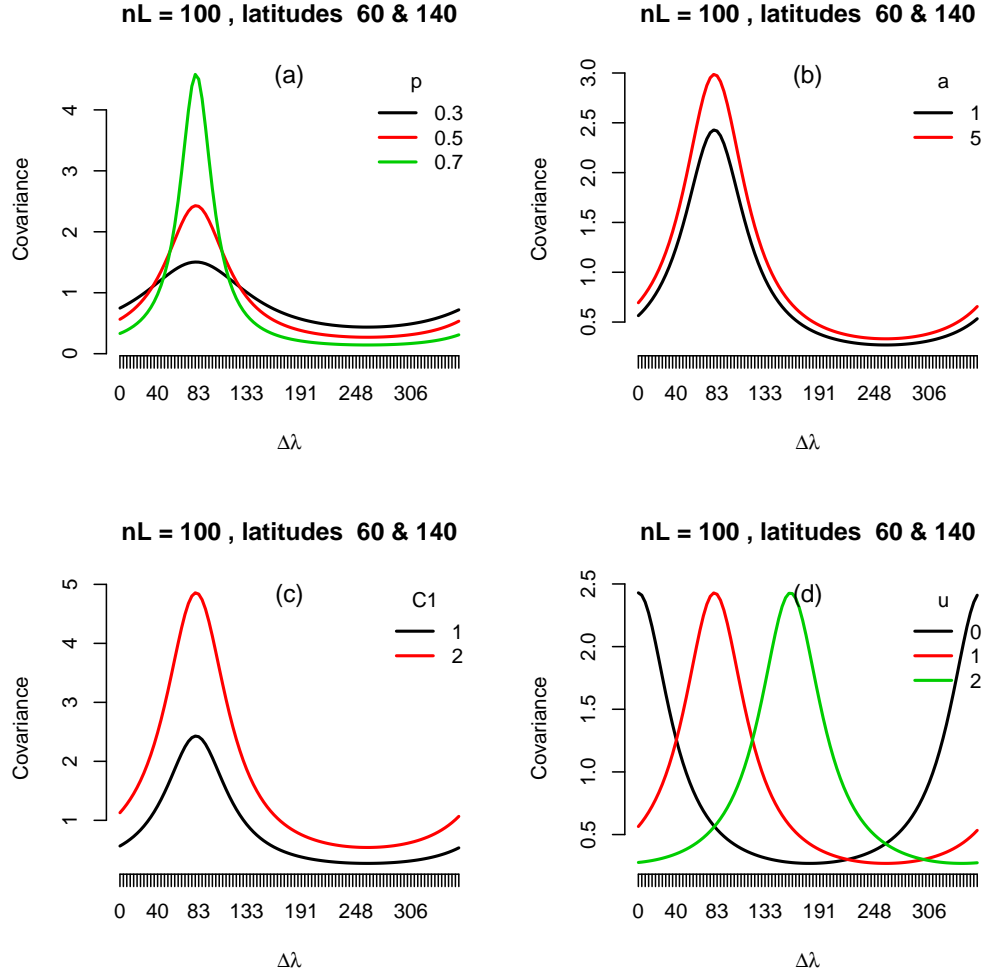 nL = 100 , latitudes 60 & 140
(a)
p
0.3
0.5
0.7
Covariance
0
1
2
3
4
0 40 83 133 191 248 306
Δλ
nL = 100 , latitudes 60 & 140
(b)
a
1
5
Covariance
0.5
1.0
1.5
2.0
2.5
3.0
0 40 83 133 191 248 306
Δλ
nL = 100 , latitudes 60 & 140
(c)
C1
1
2
Covariance
1
2
3
4
5
0 40 83 133 191 248 306
Δλ
nL = 100 , latitudes 60 & 140
(d)
u
0
1
2
Covariance
0.5
1.0
1.5
2.0
2.5
0 40 83 133 191 248 306
Δλ